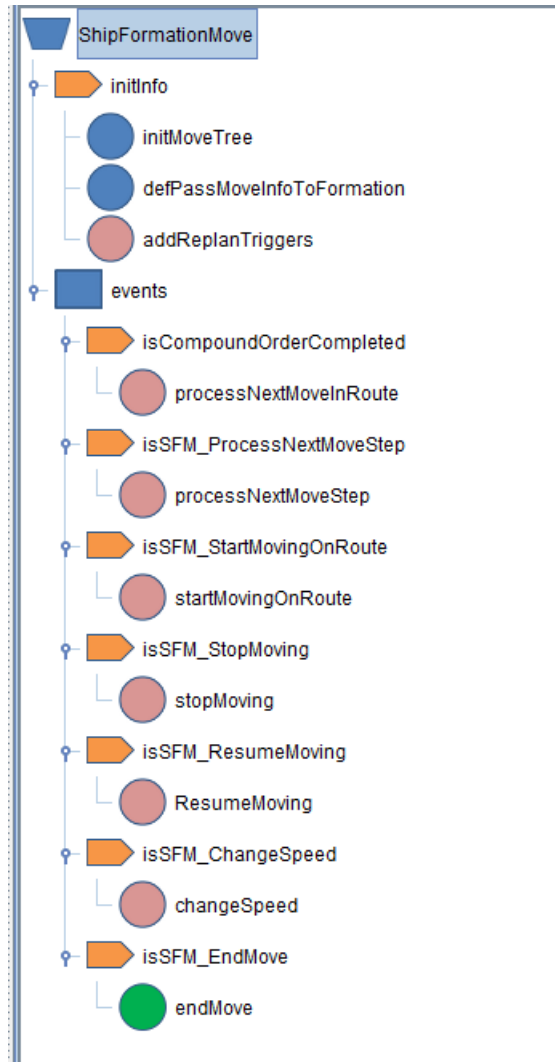 ShipFormationMove
initInfo
initMoveTree
defPassMoveInfoToFormation
addReplanTriggers
events
isCompoundOrderCompleted
processNextMoveInRoute
isSFM_ProcessNextMoveStep
processNextMoveStep
isSFM_StartMovingOnRoute
startMovingOnRoute
isSFM_StopMoving
stopMoving
isSFM_ResumeMoving
ResumeMoving
isSFM_ChangeSpeed
changeSpeed
isSFM_EndMove
endMove